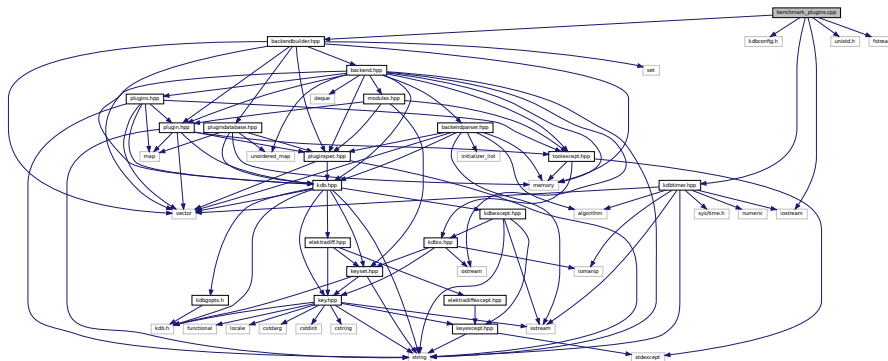 benchmark_plugins.cpp
backendbuilder.hpp
kdbconfig.h
unistd.h
fstream
backend.hpp
set
plugins.hpp
deque
modules.hpp
plugin.hpp
plugindatabase.hpp
backendparser.hpp
map
unordered_map
pluginspec.hpp
initializer_list
toolexcept.hpp
kdb.hpp
memory
kdbtimer.hpp
vector
kdbexcept.hpp
algorithm
sys/time.h
numeric
iostream
elektradiff.hpp
kdbio.hpp
keyset.hpp
ostream
iomanip
kdbgopts.h
key.hpp
elektradiffexcept.hpp
kdb.h
functional
locale
cstdarg
cstdint
cstring
keyexcept.hpp
sstream
string
stdexcept